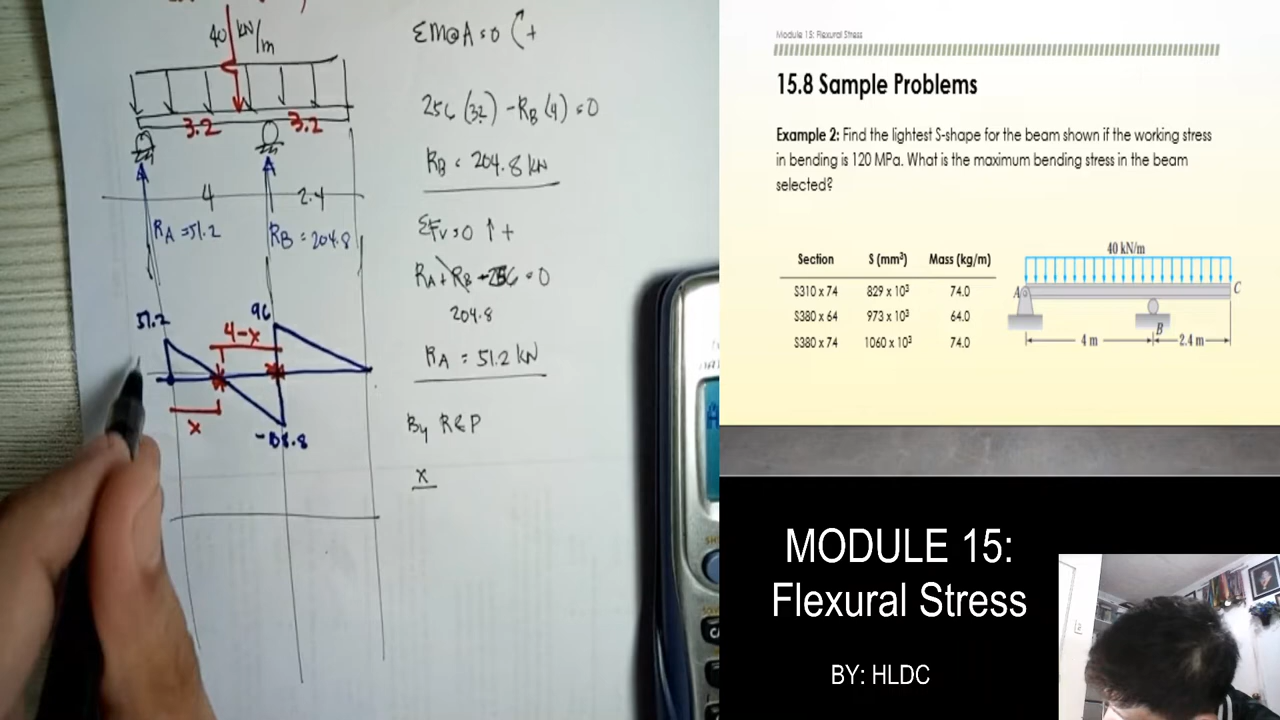 40 kN/m
3.2
3.2
4
2.4
RA = 51.2
RB = 204.8
51.2
96
4-x
x
-108.8
ΣM@A=0 +
256 (3.2) - RB (4) = 0
RB = 204.8 kN
ΣFv=0 ↑ +
RA + RB - 256 = 0
204.8
RA = 51.2 kN
By R&P
x
Module 15: Flexural Stress
15.8 Sample Problems
Example 2: Find the lightest S-shape for the beam shown if the working stress
in bending is 120 MPa. What is the maximum bending stress in the beam
selected?
Section S (mm³) Mass (kg/m)
S310 x 74 829 x 10³ 74.0
S380 x 64 973 x 10³ 64.0
S380 x 74 1060 x 10³ 74.0
40 kN/m
A
C
B
4 m
2.4 m
MODULE 15:
Flexural Stress
BY: HLDC